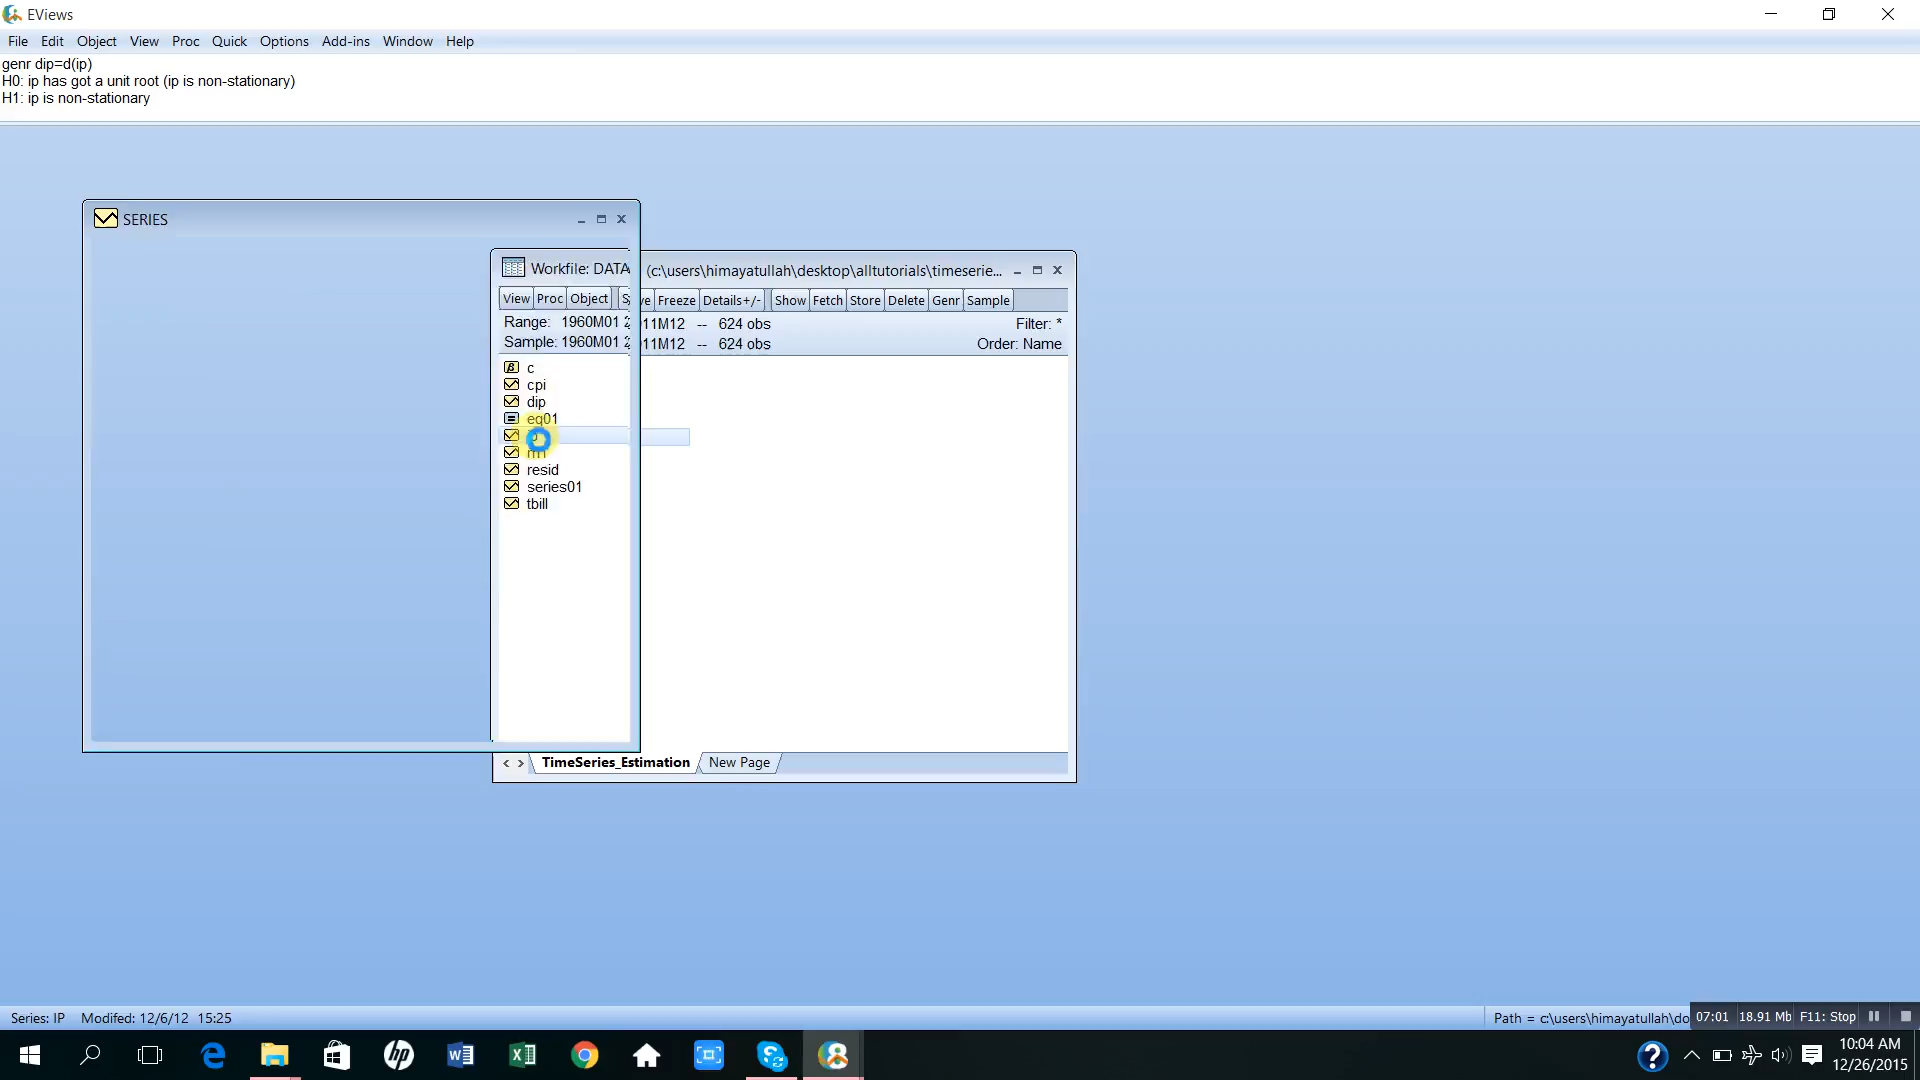 EViews
File Edit Object View Proc Quick Options Add-ins Window Help
genr dip=d(ip)
H0: ip has got a unit root (ip is non-stationary)
H1: ip is non-stationary
SERIES
Workfile: DATA (c:\users\himayatullah\desktop\alltutorials\timeserie...
View Proc Object Freeze Details+/- Show Fetch Store Delete Genr Sample
Range: 1960M01 2 11M12 -- 624 obs Filter: *
Sample: 1960M01 2 11M12 -- 624 obs Order: Name
c
cpi
dip
eq01
resid
series01
tbill
TimeSeries_Estimation New Page
Series: IP Modifed: 12/6/12 15:25
Path = c:\users\himayatullah\do
07:01 18.91 Mb F11: Stop
10:04 AM
12/26/2015